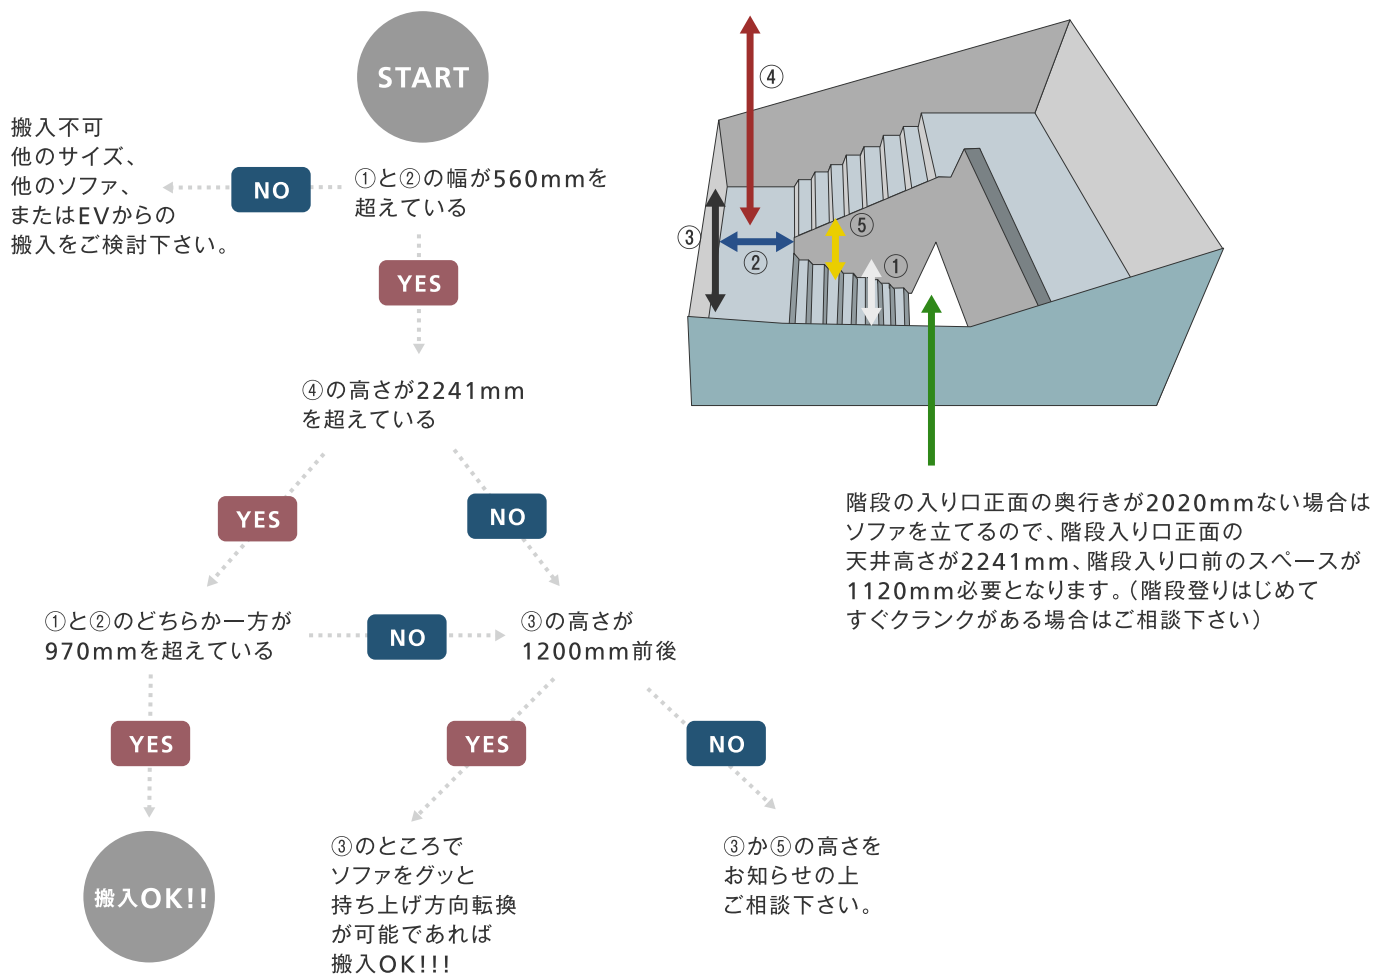 START
①と②の幅が560mmを
超えている
NO
搬入不可
他のサイズ、
他のソファ、
またはEVからの
搬入をご検討下さい。
YES
④の高さが2241mm
を超えている
YES
NO
①と②のどちらか一方が
970mmを超えている
NO
③の高さが
1200mm前後
YES
YES
NO
搬入OK!!
③のところで
ソファをグッと
持ち上げ方向転換
が可能であれば
搬入OK!!!
③か⑤の高さを
お知らせの上
ご相談下さい。
④
③
②
⑤
①
階段の入り口正面の奥行きが2020mmない場合は
ソファを立てるので、階段入り口正面の
天井高さが2241mm、階段入り口前のスペースが
1120mm必要となります。（階段登りはじめて
すぐクランクがある場合はご相談下さい）